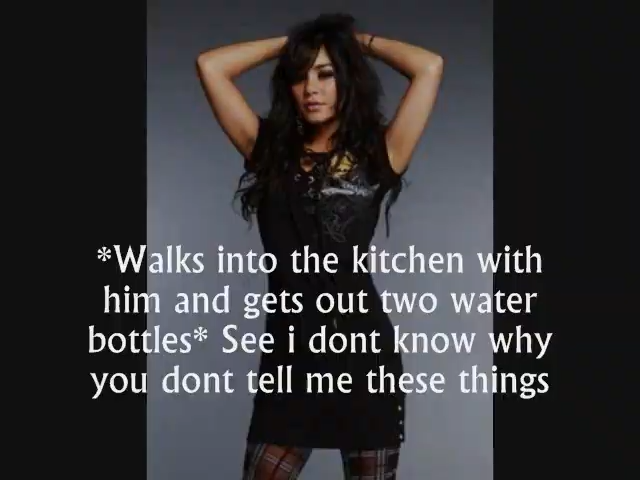 *Walks into the kitchen with
him and gets out two water
bottles* See i dont know why
you dont tell me these things